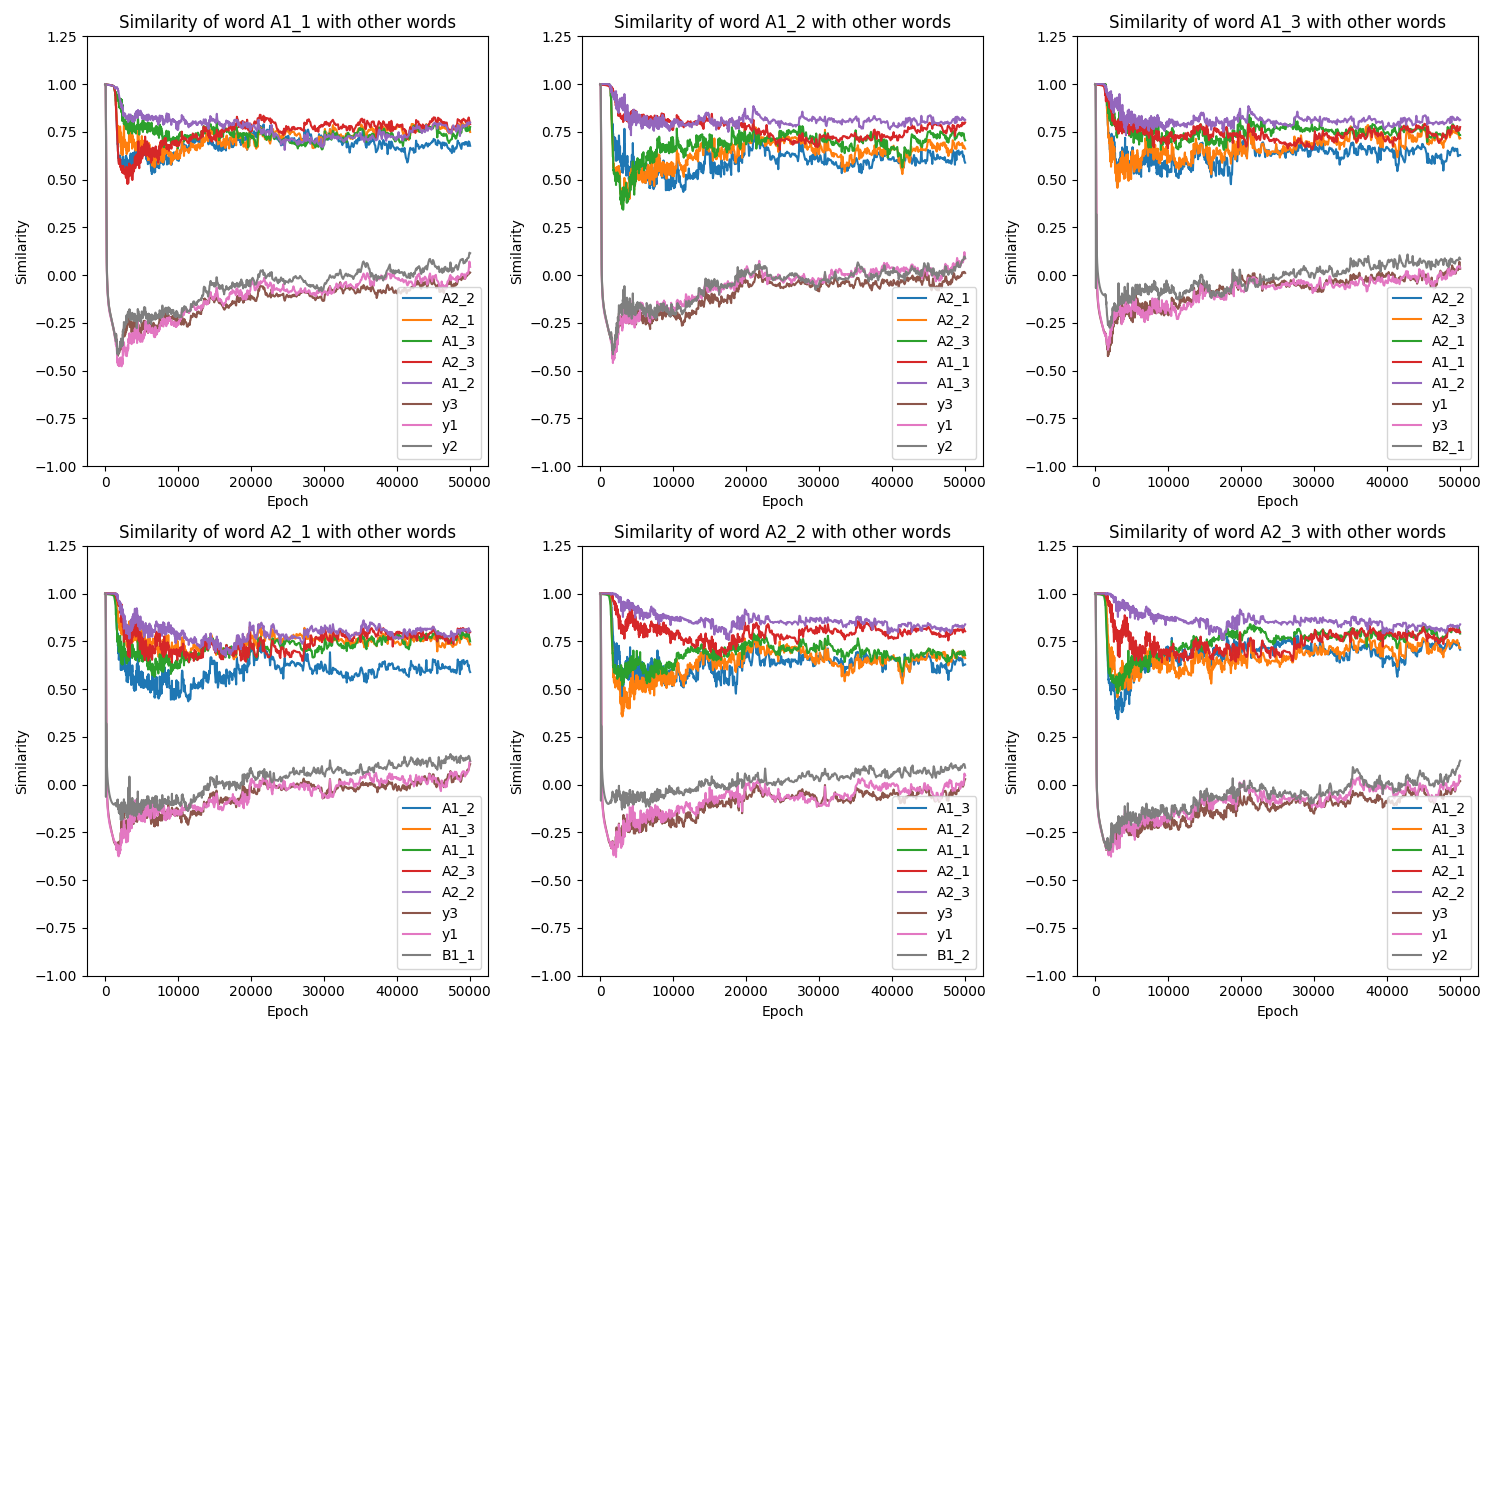 Similarity of word A1_1 with other words
1.25
1.00
0.75
0.50
0.25
0.00
−0.25
−0.50
−0.75
−1.00
Similarity
0 10000 20000 30000 40000 50000
Epoch
A2_2
A2_1
A1_3
A2_3
A1_2
y3
y1
y2
Similarity of word A1_2 with other words
1.25
1.00
0.75
0.50
0.25
0.00
−0.25
−0.50
−0.75
−1.00
Similarity
0 10000 20000 30000 40000 50000
Epoch
A2_1
A2_2
A2_3
A1_1
A1_3
y3
y1
y2
Similarity of word A1_3 with other words
1.25
1.00
0.75
0.50
0.25
0.00
−0.25
−0.50
−0.75
−1.00
Similarity
0 10000 20000 30000 40000 50000
Epoch
A2_2
A2_3
A2_1
A1_1
A1_2
y1
y3
B2_1
Similarity of word A2_1 with other words
1.25
1.00
0.75
0.50
0.25
0.00
−0.25
−0.50
−0.75
−1.00
Similarity
0 10000 20000 30000 40000 50000
Epoch
A1_2
A1_3
A1_1
A2_3
A2_2
y3
y1
B1_1
Similarity of word A2_2 with other words
1.25
1.00
0.75
0.50
0.25
0.00
−0.25
−0.50
−0.75
−1.00
Similarity
0 10000 20000 30000 40000 50000
Epoch
A1_3
A1_2
A1_1
A2_1
A2_3
y3
y1
B1_2
Similarity of word A2_3 with other words
1.25
1.00
0.75
0.50
0.25
0.00
−0.25
−0.50
−0.75
−1.00
Similarity
0 10000 20000 30000 40000 50000
Epoch
A1_2
A1_3
A1_1
A2_1
A2_2
y3
y1
y2